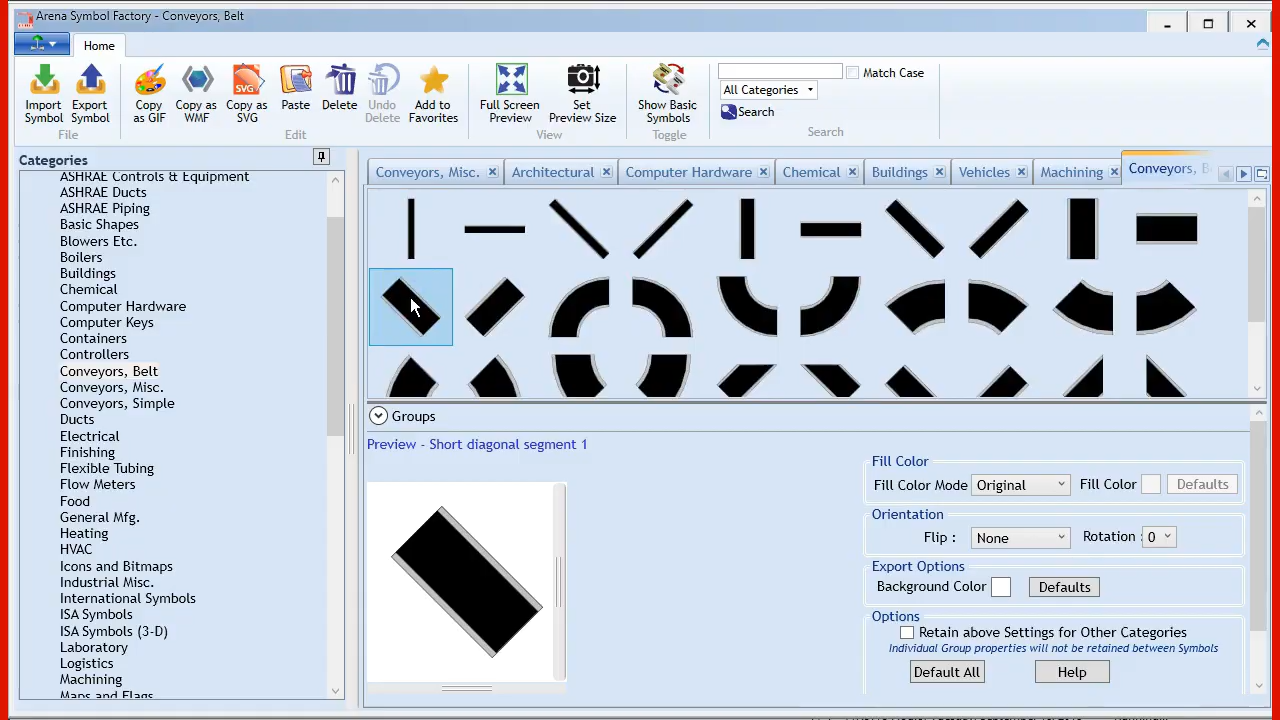 Arena Symbol Factory - Conveyors, Belt
Home
Import Symbol
Export Symbol
File
Copy as GIF
Copy as WMF
Copy as SVG
SVG
Paste
Delete
Undo Delete
Add to Favorites
Edit
Full Screen Preview
Set Preview Size
View
Show Basic Symbols
Toggle
Match Case
All Categories
Search
Search
Categories
ASHRAE Controls & Equipment
ASHRAE Ducts
ASHRAE Piping
Basic Shapes
Blowers Etc.
Boilers
Buildings
Chemical
Computer Hardware
Computer Keys
Containers
Controllers
Conveyors, Belt
Conveyors, Misc.
Conveyors, Simple
Ducts
Electrical
Finishing
Flexible Tubing
Flow Meters
Food
General Mfg.
Heating
HVAC
Icons and Bitmaps
Industrial Misc.
International Symbols
ISA Symbols
ISA Symbols (3-D)
Laboratory
Logistics
Machining
Maps and Flags
Conveyors, Misc.
Architectural
Computer Hardware
Chemical
Buildings
Vehicles
Machining
Conveyors, B
Groups
Preview - Short diagonal segment 1
Fill Color
Fill Color Mode Original Fill Color Defaults
Orientation
Flip : None Rotation : 0
Export Options
Background Color Defaults
Options
Retain above Settings for Other Categories
Individual Group properties will not be retained between Symbols
Default All Help